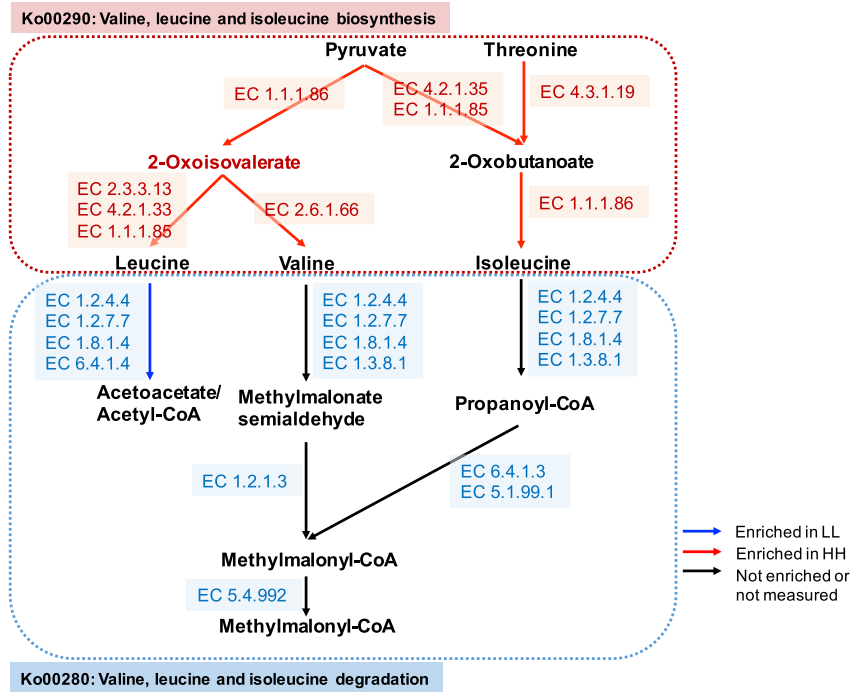 Ko00290: Valine, leucine and isoleucine biosynthesis
Pyruvate
Threonine
EC 1.1.1.86
EC 4.2.1.35
EC 1.1.1.85
EC 4.3.1.19
2-Oxoisovalerate
2-Oxobutanoate
EC 2.3.3.13
EC 4.2.1.33
EC 1.1.1.85
EC 2.6.1.66
EC 1.1.1.86
Leucine
Valine
Isoleucine
EC 1.2.4.4
EC 1.2.7.7
EC 1.8.1.4
EC 6.4.1.4
EC 1.2.4.4
EC 1.2.7.7
EC 1.8.1.4
EC 1.3.8.1
EC 1.2.4.4
EC 1.2.7.7
EC 1.8.1.4
EC 1.3.8.1
Acetoacetate/
Acetyl-CoA
Methylmalonate
semialdehyde
Propanoyl-CoA
EC 1.2.1.3
EC 6.4.1.3
EC 5.1.99.1
Methylmalonyl-CoA
EC 5.4.992
Methylmalonyl-CoA
Enriched in LL
Enriched in HH
Not enriched or
not measured
Ko00280: Valine, leucine and isoleucine degradation